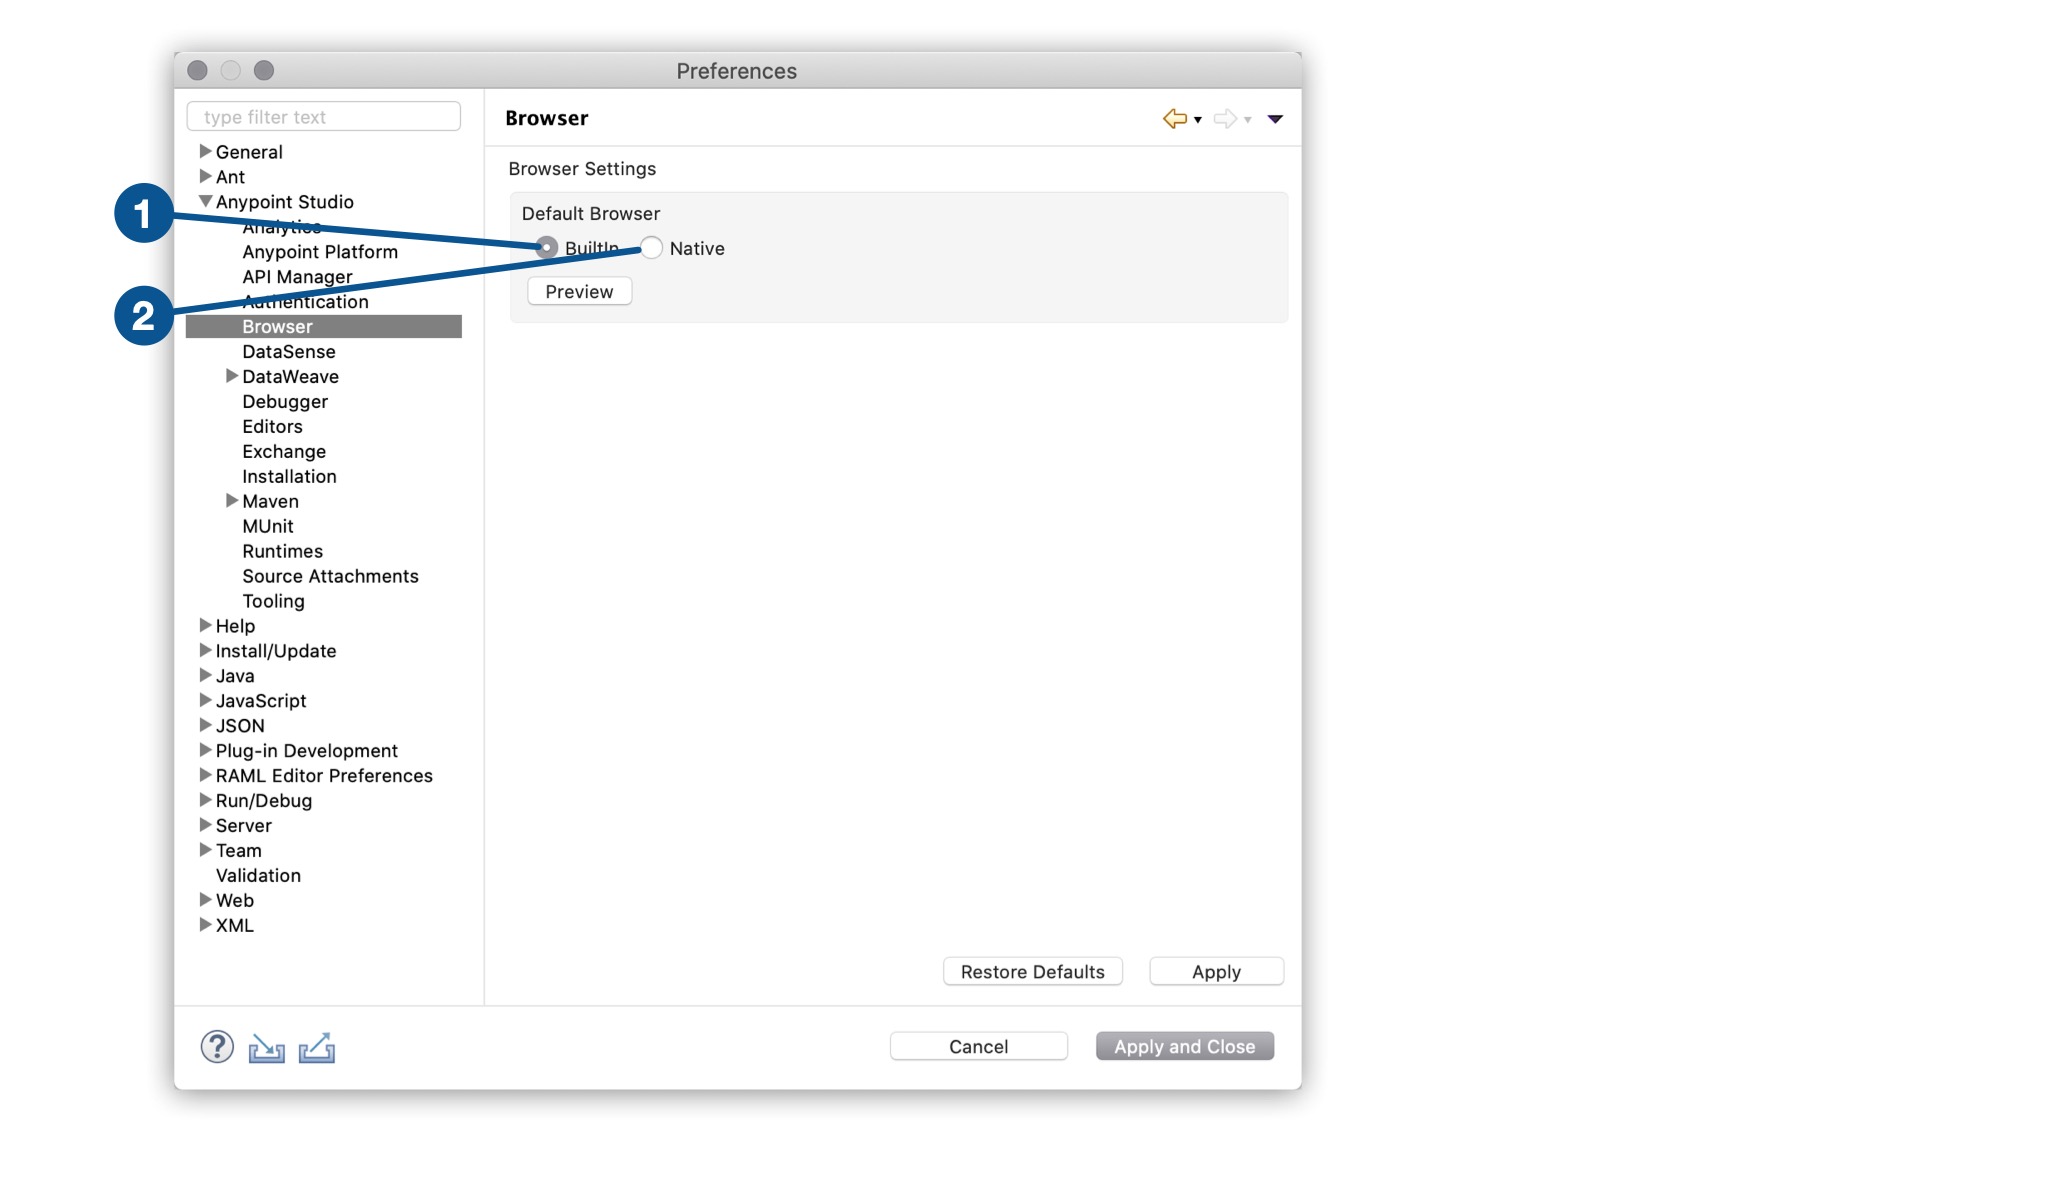 Preferences
type filter text
General
Ant
Anypoint Studio
Analytics
Anypoint Platform
API Manager
Authentication
Browser
DataSense
DataWeave
Debugger
Editors
Exchange
Installation
Maven
MUnit
Runtimes
Source Attachments
Tooling
Help
Install/Update
Java
JavaScript
JSON
Plug-in Development
RAML Editor Preferences
Run/Debug
Server
Team
Validation
Web
XML
Browser
Browser Settings
Default Browser
BuiltIn Native
Preview
Restore Defaults Apply
? Cancel Apply and Close
1
2